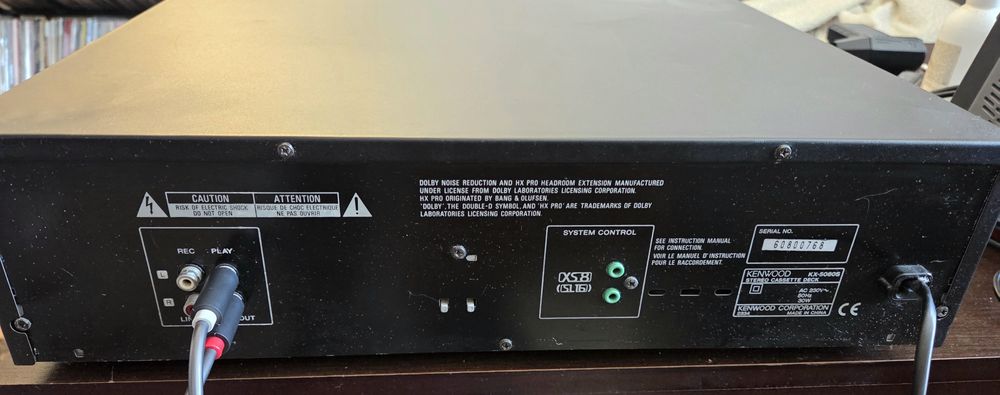 DOLBY NOISE REDUCTION AND HX PRO HEADROOM EXTENSION MANUFACTURED
UNDER LICENSE FROM DOLBY LABORATORIES LICENSING CORPORATION.
HX PRO ORIGINATED BY BANG & OLUFSEN.
'DOLBY', THE DOUBLE-D SYMBOL, AND 'HX PRO' ARE TRADEMARKS OF DOLBY
LABORATORIES LICENSING CORPORATION.
CAUTION
RISK OF ELECTRIC SHOCK
DO NOT OPEN
ATTENTION
RISQUE DE CHOC ELECTRIQUE
NE PAS OUVRIR
REC PLAY
L
R
OUT
SYSTEM CONTROL
XS8
(SL16)
SEE INSTRUCTION MANUAL
FOR CONNECTION.
VOIR LE MANUEL D'INSTRUCTION
POUR LE RACCORDEMENT.
SERIAL NO.
60800768
KENWOOD KX-5060S
STEREO CASSETTE DECK
AC 230V~
50Hz
30W
KENWOOD CORPORATION
2234 MADE IN CHINA
CE